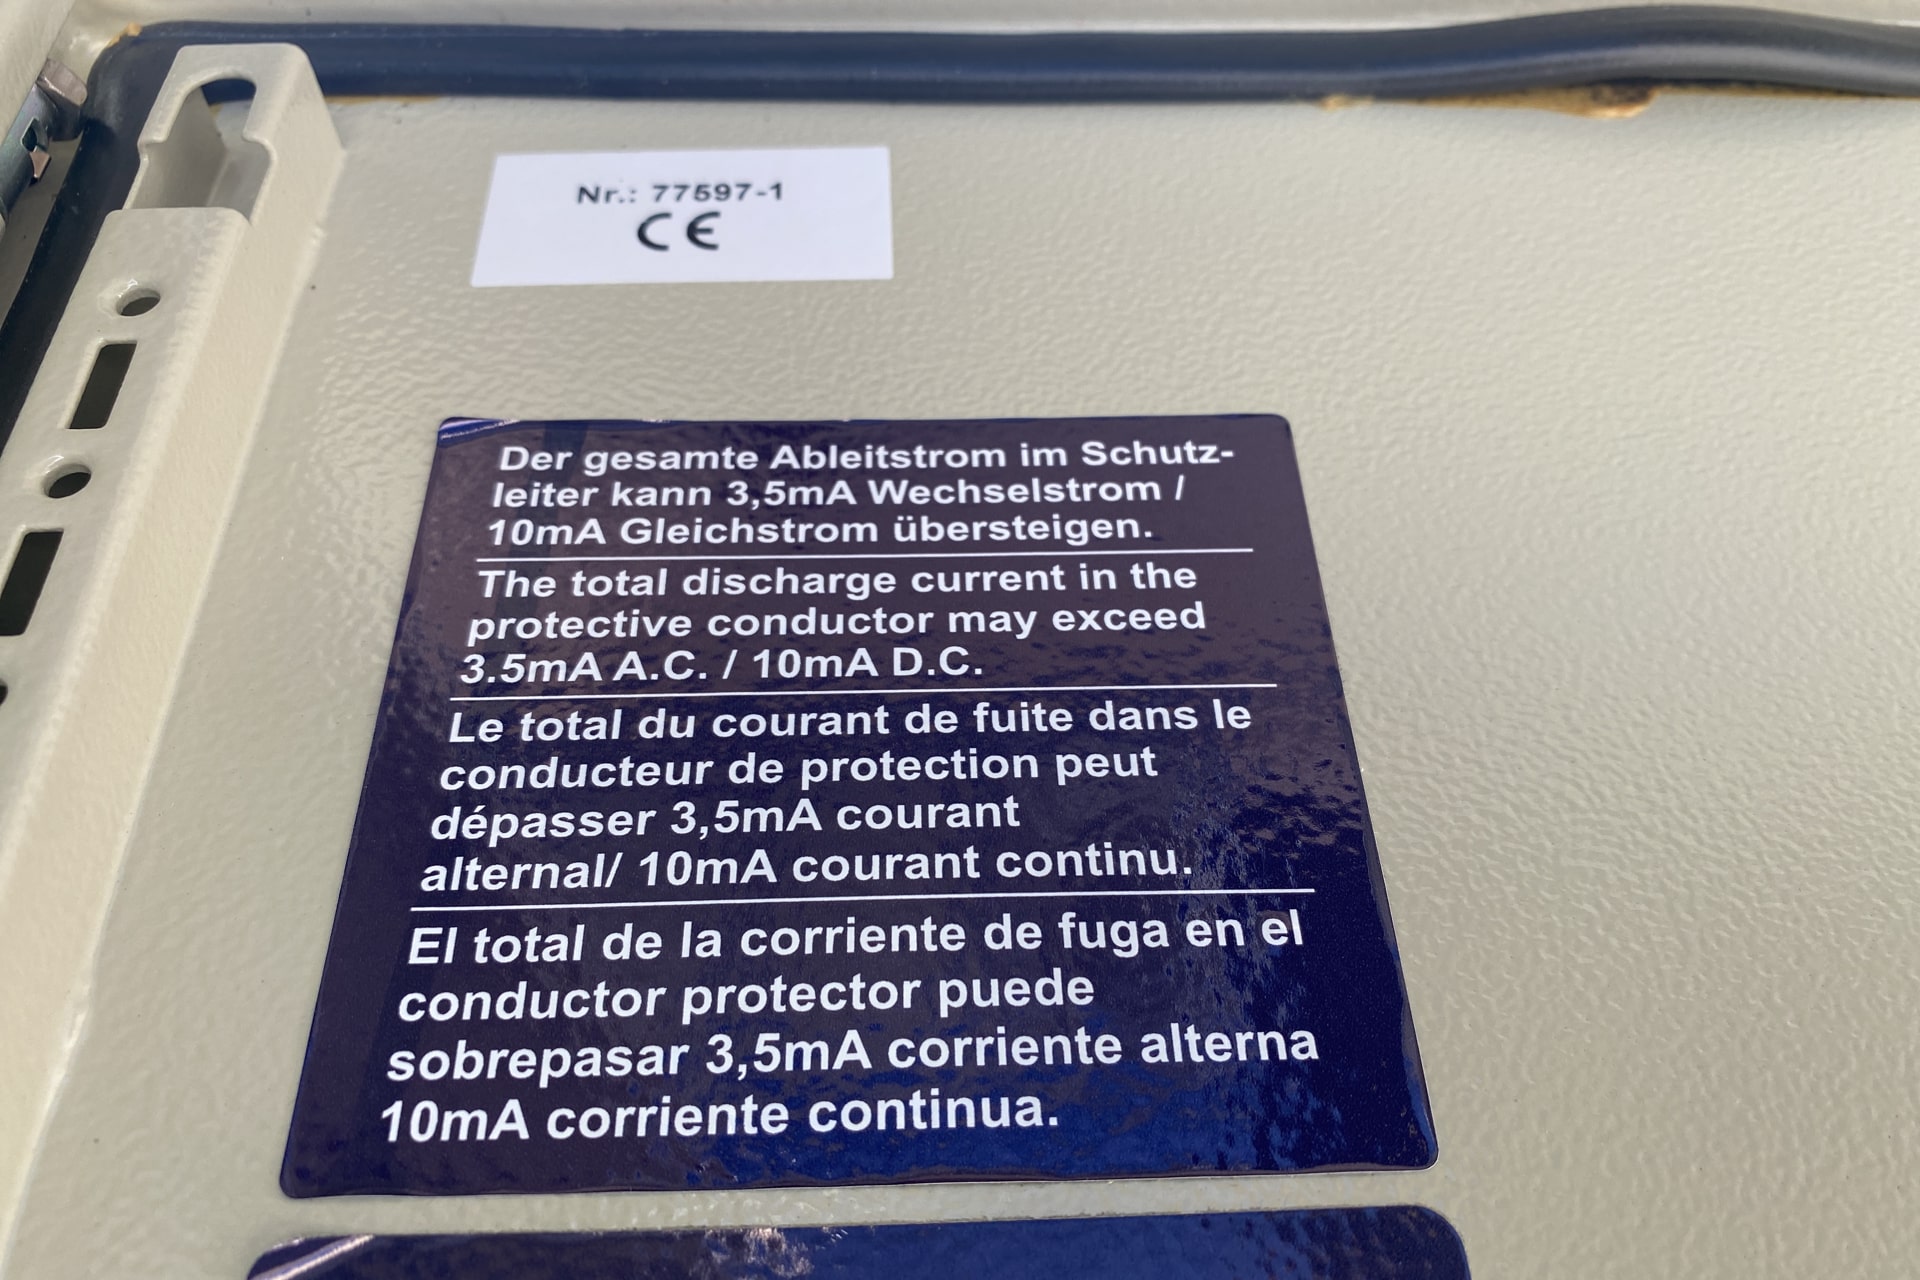 Nr.: 77597-1
CE
Der gesamte Ableitstrom im Schutz-
leiter kann 3,5mA Wechselstrom /
10mA Gleichstrom übersteigen.
The total discharge current in the
protective conductor may exceed
3.5mA A.C. / 10mA D.C.
Le total du courant de fuite dans le
conducteur de protection peut
dépasser 3,5mA courant
alternal/ 10mA courant continu.
El total de la corriente de fuga en el
conductor protector puede
sobrepasar 3,5mA corriente alterna
10mA corriente continua.